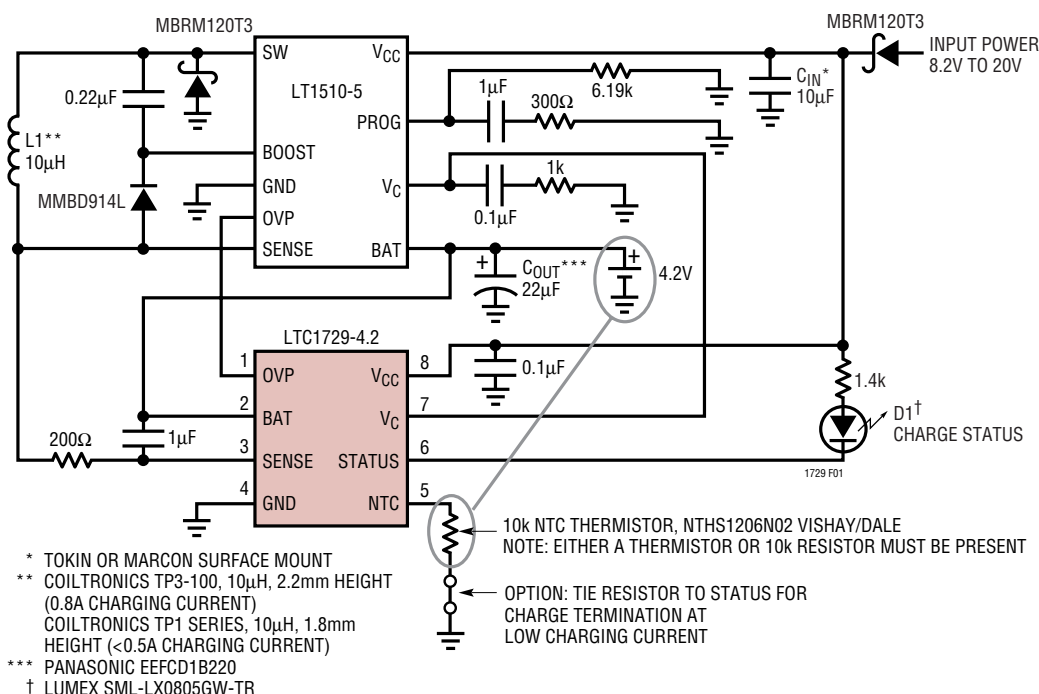 MBRM120T3
MBRM120T3
INPUT POWER
8.2V TO 20V
SW
VCC
LT1510-5
PROG
BOOST
GND
VC
OVP
SENSE
BAT
0.22µF
L1**
10µH
MMBD914L
1µF
6.19k
300Ω
CIN*
10µF
1k
0.1µF
+
COUT***
22µF
+
4.2V
LTC1729-4.2
1
OVP
VCC
8
2
BAT
VC
7
3
SENSE
STATUS
6
4
GND
NTC
5
200Ω
1µF
0.1µF
1.4k
D1†
CHARGE STATUS
1729 F01
10k NTC THERMISTOR, NTHS1206N02 VISHAY/DALE
NOTE: EITHER A THERMISTOR OR 10k RESISTOR MUST BE PRESENT
OPTION: TIE RESISTOR TO STATUS FOR
CHARGE TERMINATION AT
LOW CHARGING CURRENT
* TOKIN OR MARCON SURFACE MOUNT
** COILTRONICS TP3-100, 10µH, 2.2mm HEIGHT
(0.8A CHARGING CURRENT)
COILTRONICS TP1 SERIES, 10µH, 1.8mm
HEIGHT (<0.5A CHARGING CURRENT)
*** PANASONIC EEFCD1B220
† LUMEX SML-LX0805GW-TR